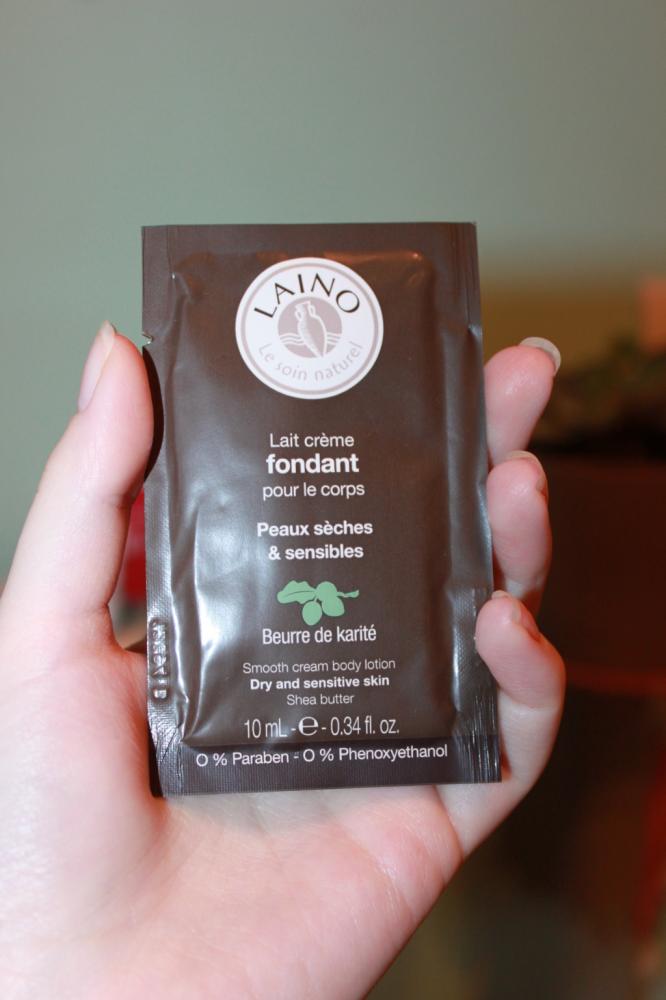 LAINO
Le soin naturel
Lait crème
fondant
pour le corps
Peaux sèches
& sensibles
Beurre de karité
Smooth cream body lotion
Dry and sensitive skin
Shea butter
10 mL - e - 0.34 fl. oz.
0 % Paraben - 0 % Phenoxyethanol